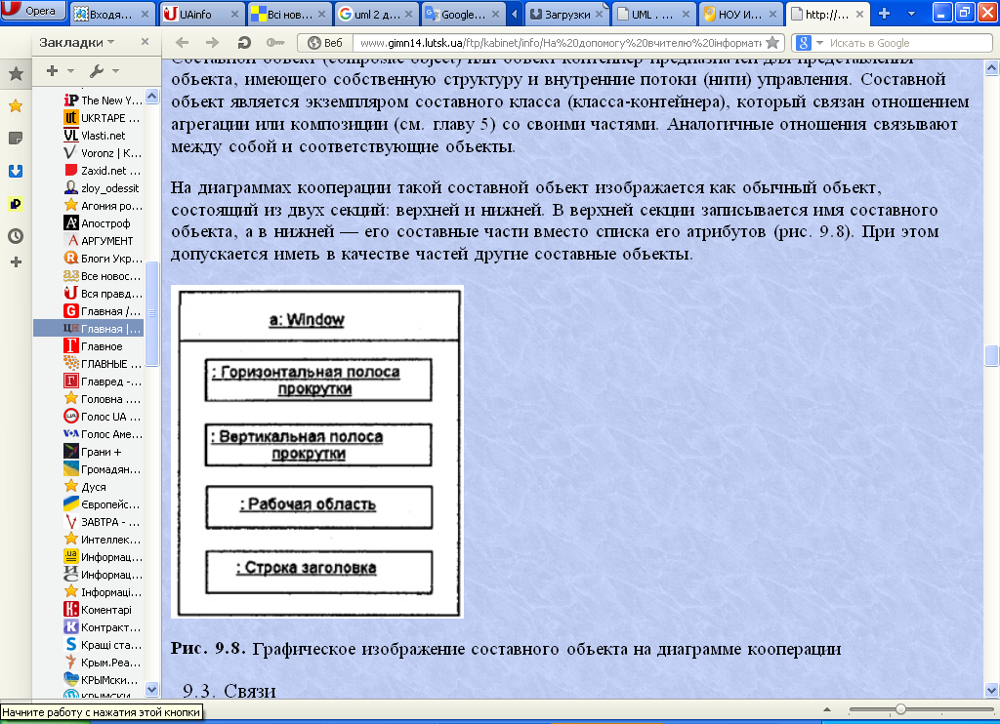 Opera
Входя...
UAinfo
Всі нов...
uml 2 д...
Google...
Загрузки
UML . ...
НОУ И...
http://...
Закладки
Веб
www.gimn14.lutsk.ua/ftp/kabinet/info/На%20допомогу%20вчителю%20інформати
Искать в Google
The New Y...
UKRTAPE ...
Vlasti.net
Voronz | К...
Zaxid.net ...
zloy_odessit
Агония ро...
Апостроф
АРГУМЕНТ
Блоги Укр...
Все новос...
Вся правд...
Главная /...
Главная |...
Главное
ГЛАВНЫЕ ...
Главред -...
Головна ....
Голос UA ...
Голос Аме...
Грани +
Громадян...
Дуся
Європейс...
ЗАВТРА - ...
Интеллек...
Информац...
Информац...
Інформаці...
Коментарі
Контракт...
Кращі ста...
Крым.Реа...
КРЫМски...
КРЫМСКИ...
Составной объект (composite object) или объект-контейнер предназначен для представления
объекта, имеющего собственную структуру и внутренние потоки (нити) управления. Составной
объект является экземпляром составного класса (класса-контейнера), который связан отношением
агрегации или композиции (см. главу 5) со своими частями. Аналогичные отношения связывают
между собой и соответствующие объекты.
На диаграммах кооперации такой составной объект изображается как обычный объект,
состоящий из двух секций: верхней и нижней. В верхней секции записывается имя составного
объекта, а в нижней — его составные части вместо списка его атрибутов (рис. 9.8). При этом
допускается иметь в качестве частей другие составные объекты.
a: Window
: Горизонтальная полоса
прокрутки
: Вертикальная полоса
прокрутки
: Рабочая область
: Строка заголовка
Рис. 9.8. Графическое изображение составного объекта на диаграмме кооперации
9.3. Связи
Начните работу с нажатия этой кнопки